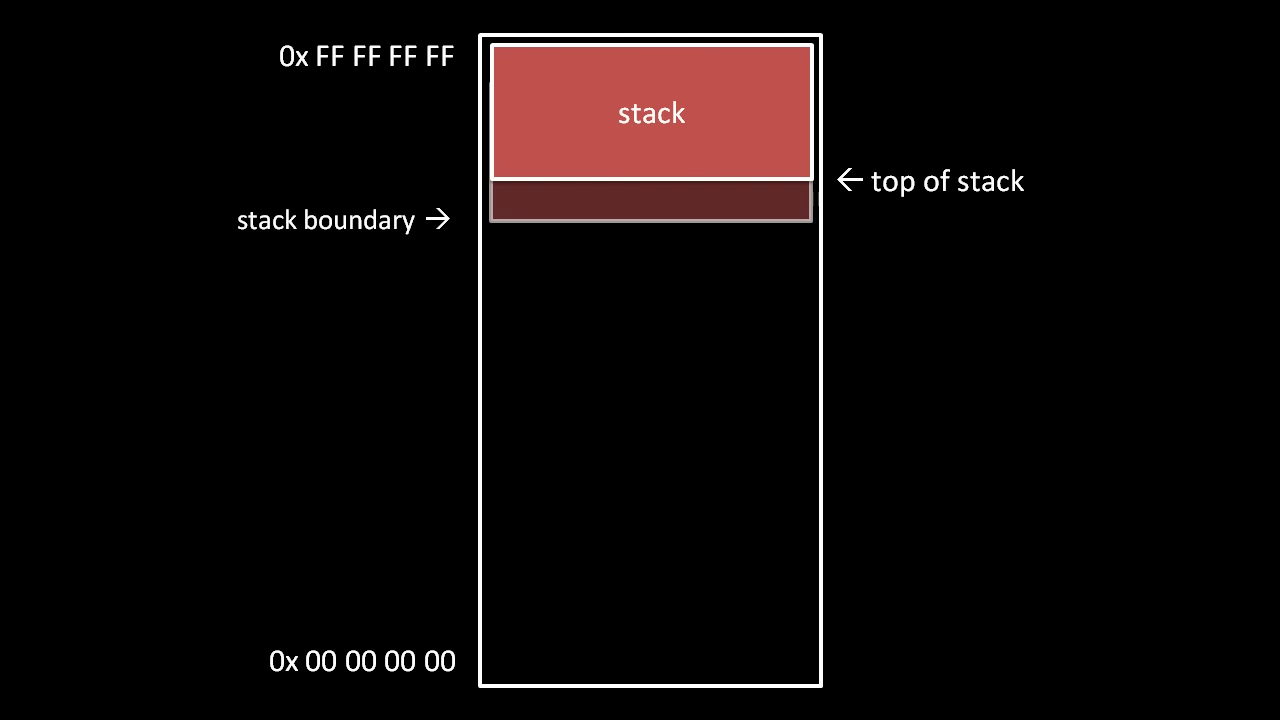 0x FF FF FF FF
stack
← top of stack
stack boundary →
0x 00 00 00 00